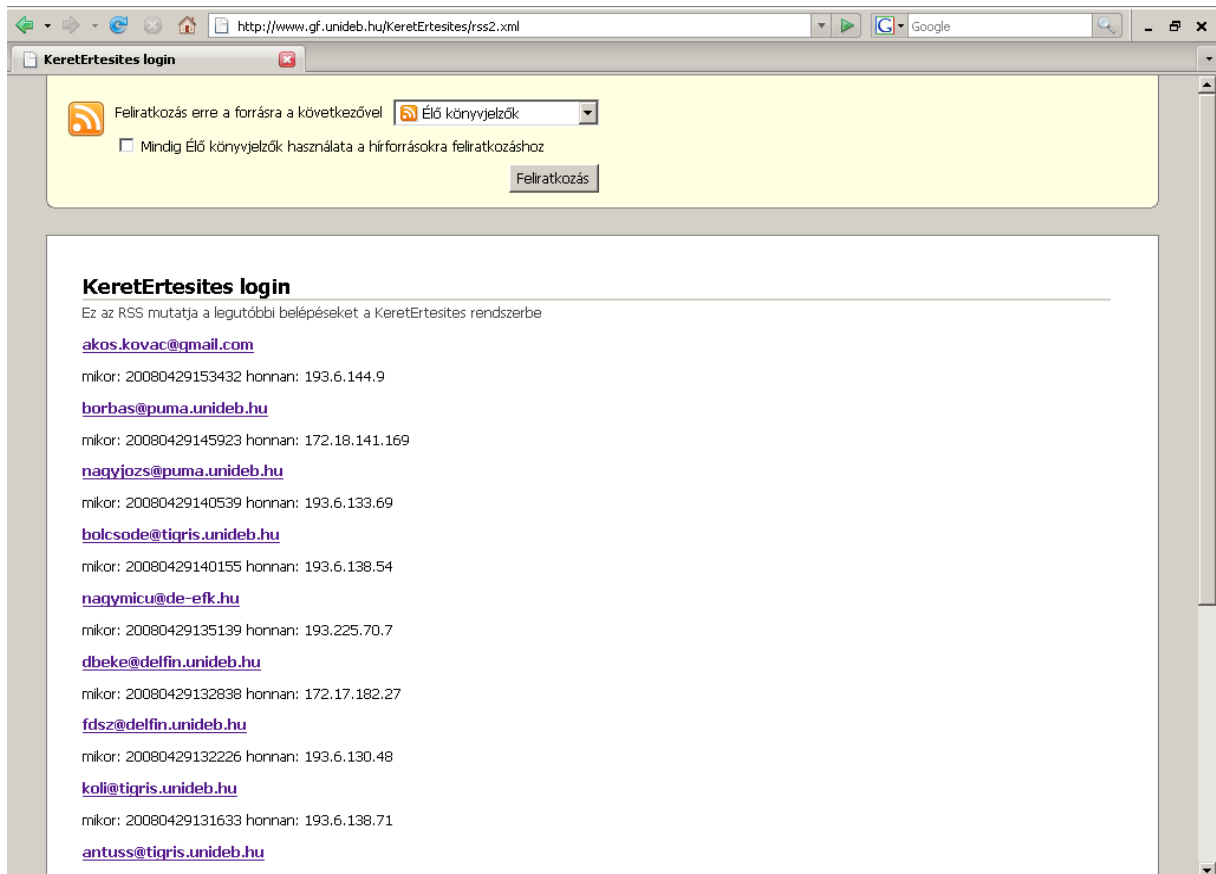 http://www.gf.unideb.hu/KeretErtesites/rss2.xml
G Google
KeretErtesites login
Feliratkozás erre a forrásra a következővel Élő könyvjelzők
Mindig Élő könyvjelzők használata a hírforrásokra feliratkozáshoz
Feliratkozás
KeretErtesites login
Ez az RSS mutatja a legutóbbi belépéseket a KeretErtesites rendszerbe
akos.kovac@gmail.com
mikor: 20080429153432 honnan: 193.6.144.9
borbas@puma.unideb.hu
mikor: 20080429145923 honnan: 172.18.141.169
nagyjozs@puma.unideb.hu
mikor: 20080429140539 honnan: 193.6.133.69
bolcsode@tigris.unideb.hu
mikor: 20080429140155 honnan: 193.6.138.54
nagymicu@de-efk.hu
mikor: 20080429135139 honnan: 193.225.70.7
dbeke@delfin.unideb.hu
mikor: 20080429132838 honnan: 172.17.182.27
fdsz@delfin.unideb.hu
mikor: 20080429132226 honnan: 193.6.130.48
koli@tigris.unideb.hu
mikor: 20080429131633 honnan: 193.6.138.71
antuss@tigris.unideb.hu